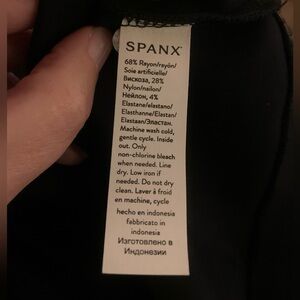 SPANX
68% Rayon/rayón/
Soie artificielle/
Вискоза, 28%
Nylon/nailon/
Нейлон, 4%
Elastane/elastano/
Elasthanne/Elastan/
Elastaan/Эластан.
Machine wash cold,
gentle cycle. Inside
out. Only
non-chlorine bleach
when needed. Line
dry. Low iron if
needed. Do not dry
clean. Laver à froid
en machine, cycle
hecho en indonesia
fabbricato in
indonesia
Изготовлено в
Индонезии